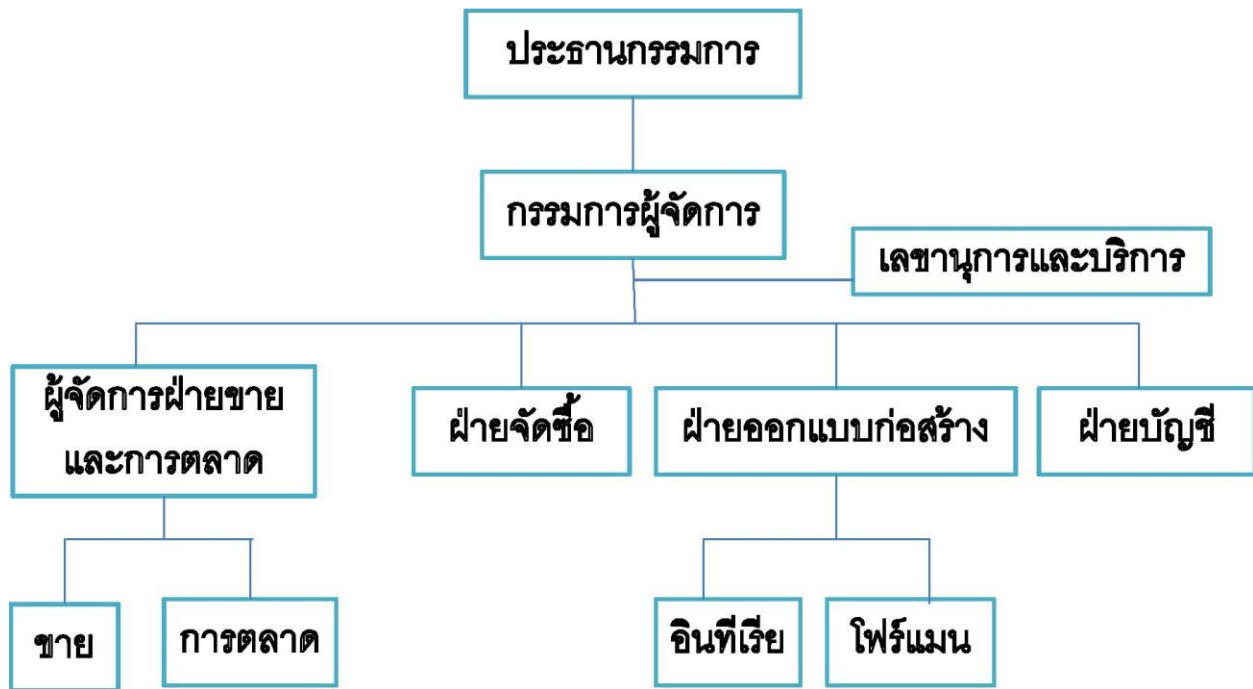 ประธานกรรมการ
กรรมการผู้จัดการ
เลขานุการและบริการ
ผู้จัดการฝ่ายขาย
และการตลาด
ฝ่ายจัดซื้อ
ฝ่ายออกแบบก่อสร้าง
ฝ่ายบัญชี
ขาย
การตลาด
อินทีเรีย
โฟร์แมน